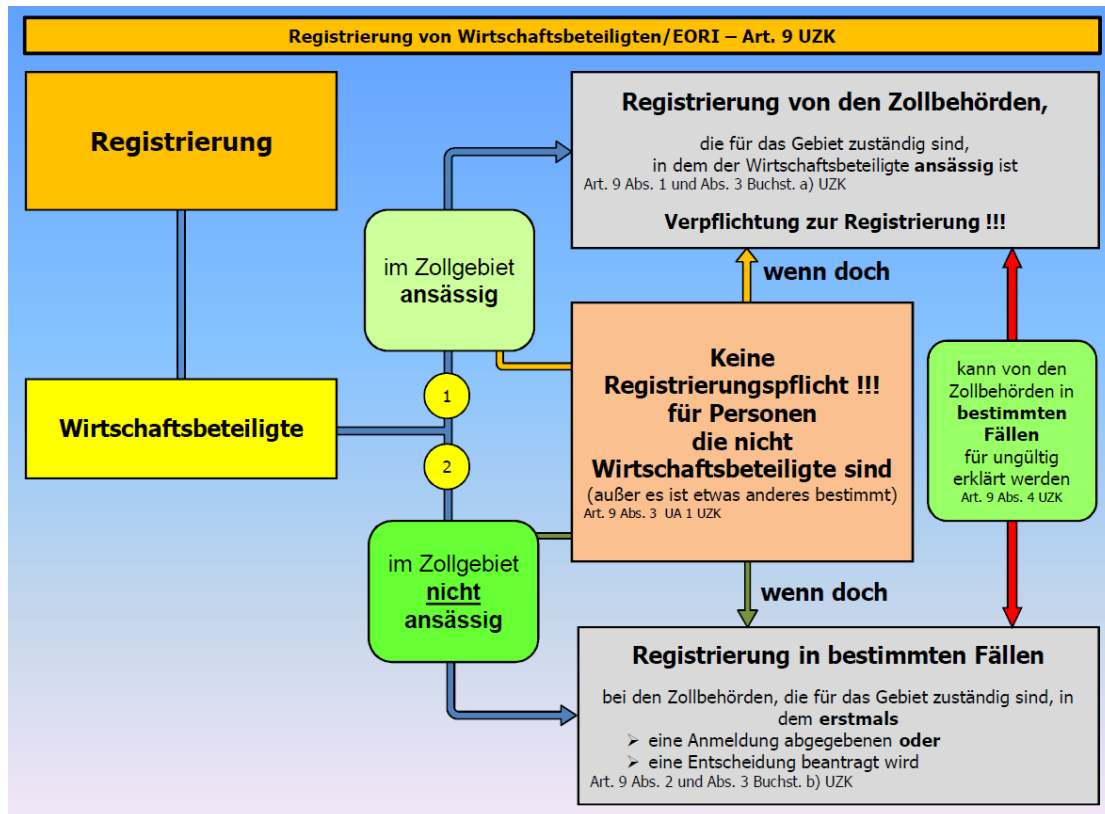 Registrierung von Wirtschaftsbeteiligten/EORI – Art. 9 UZK
Registrierung
Wirtschaftsbeteiligte
im Zollgebiet
ansässig
1
2
im Zollgebiet
nicht
ansässig
Registrierung von den Zollbehörden,
die für das Gebiet zuständig sind,
in dem der Wirtschaftsbeteiligte ansässig ist
Art. 9 Abs. 1 und Abs. 3 Buchst. a) UZK
Verpflichtung zur Registrierung !!!
wenn doch
Keine
Registrierungspflicht !!!
für Personen
die nicht
Wirtschaftsbeteiligte sind
(außer es ist etwas anderes bestimmt)
Art. 9 Abs. 3 UA 1 UZK
kann von den
Zollbehörden in
bestimmten
Fällen
für ungültig
erklärt werden
Art. 9 Abs. 4 UZK
wenn doch
Registrierung in bestimmten Fällen
bei den Zollbehörden, die für das Gebiet zuständig sind, in
dem erstmals
➢ eine Anmeldung abgegebenen oder
➢ eine Entscheidung beantragt wird
Art. 9 Abs. 2 und Abs. 3 Buchst. b) UZK